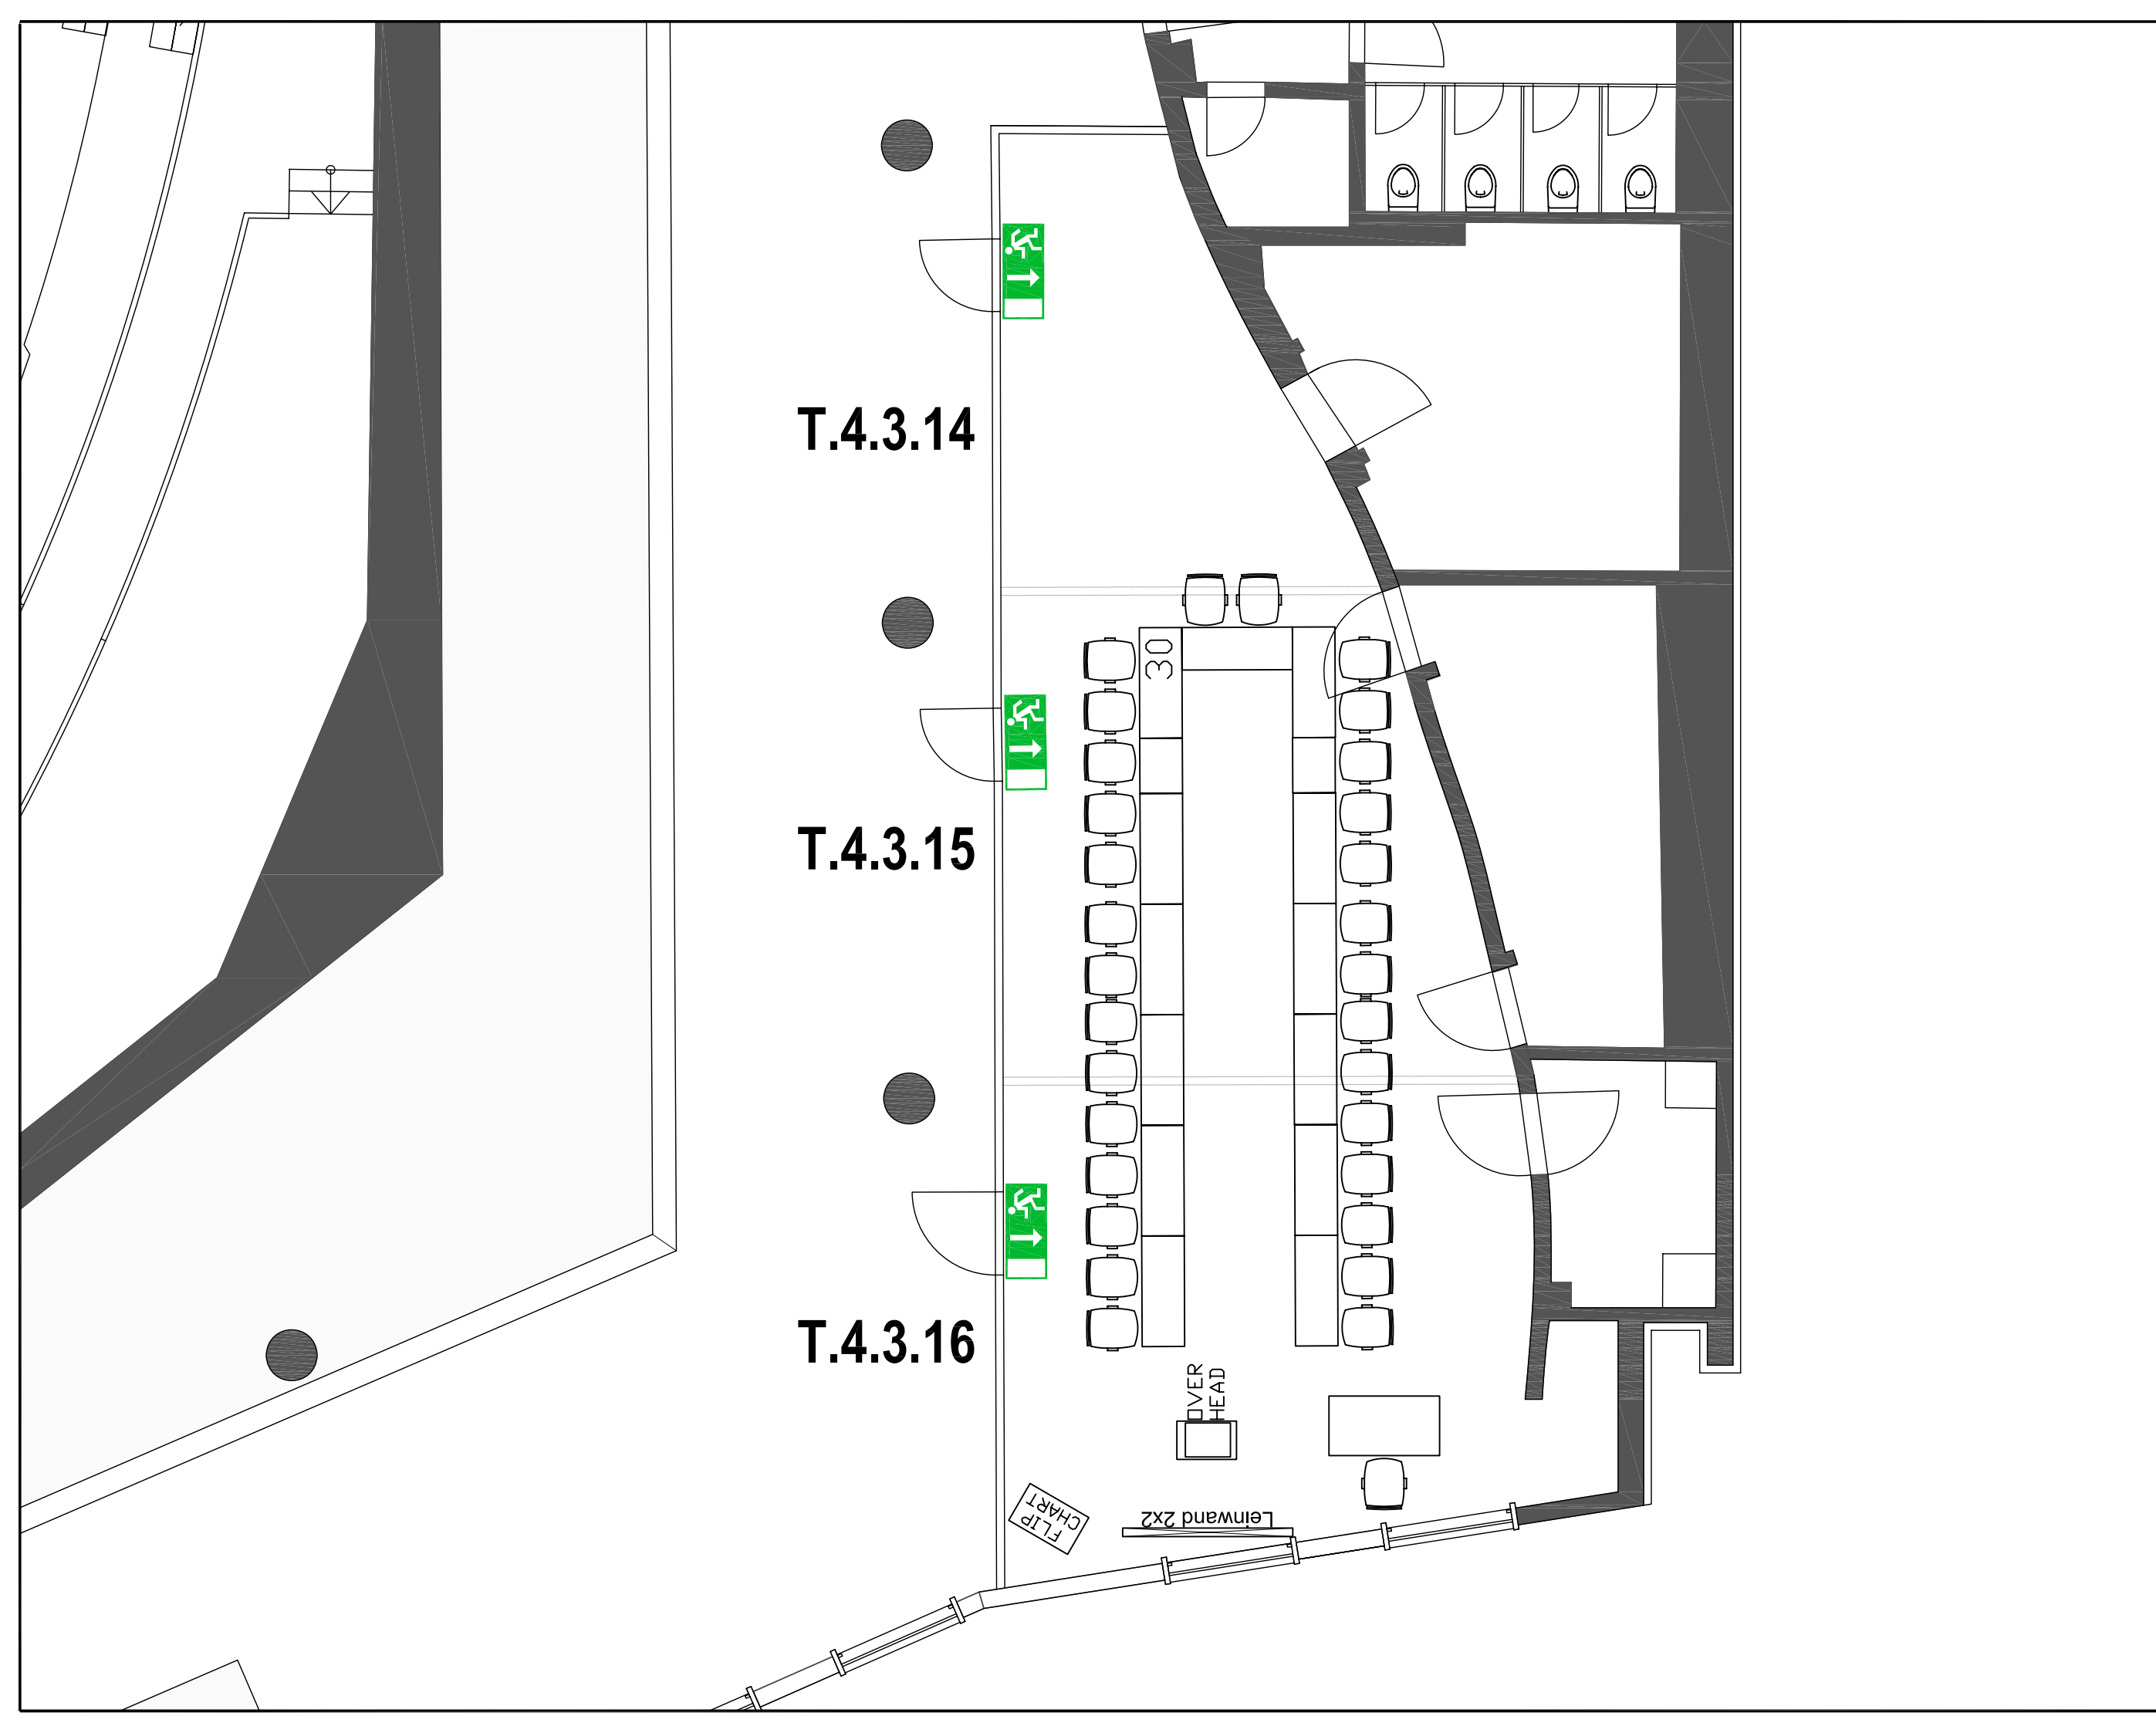 T.4.3.14
30
T.4.3.15
T.4.3.16
OVER
HEAD
FLIP
CHART
Leinwand 2x2